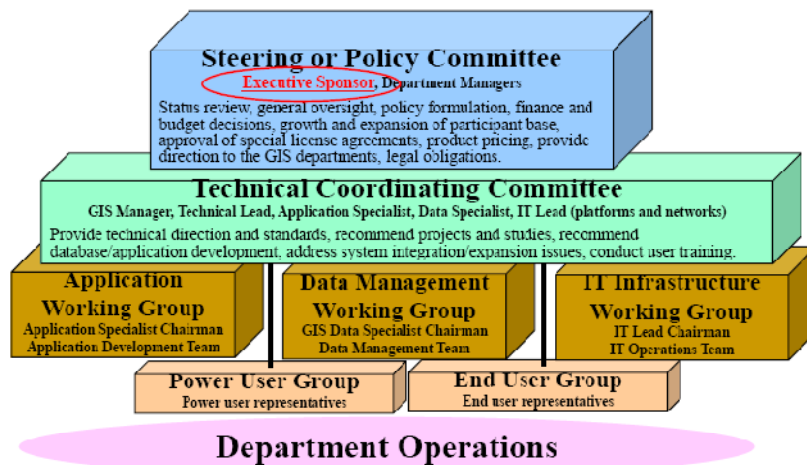 Steering or Policy Committee
Executive Sponsor, Department Managers
Status review, general oversight, policy formulation, finance and
budget decisions, growth and expansion of participant base,
approval of special license agreements, product pricing, provide
direction to the GIS departments, legal obligations.
Technical Coordinating Committee
GIS Manager, Technical Lead, Application Specialist, Data Specialist, IT Lead (platforms and networks)
Provide technical direction and standards, recommend projects and studies, recommend
database/application development, address system integration/expansion issues, conduct user training.
Application
Working Group
Application Specialist Chairman
Application Development Team
Data Management
Working Group
GIS Data Specialist Chairman
Data Management Team
IT Infrastructure
Working Group
IT Lead Chairman
IT Operations Team
Power User Group
Power user representatives
End User Group
End user representatives
Department Operations